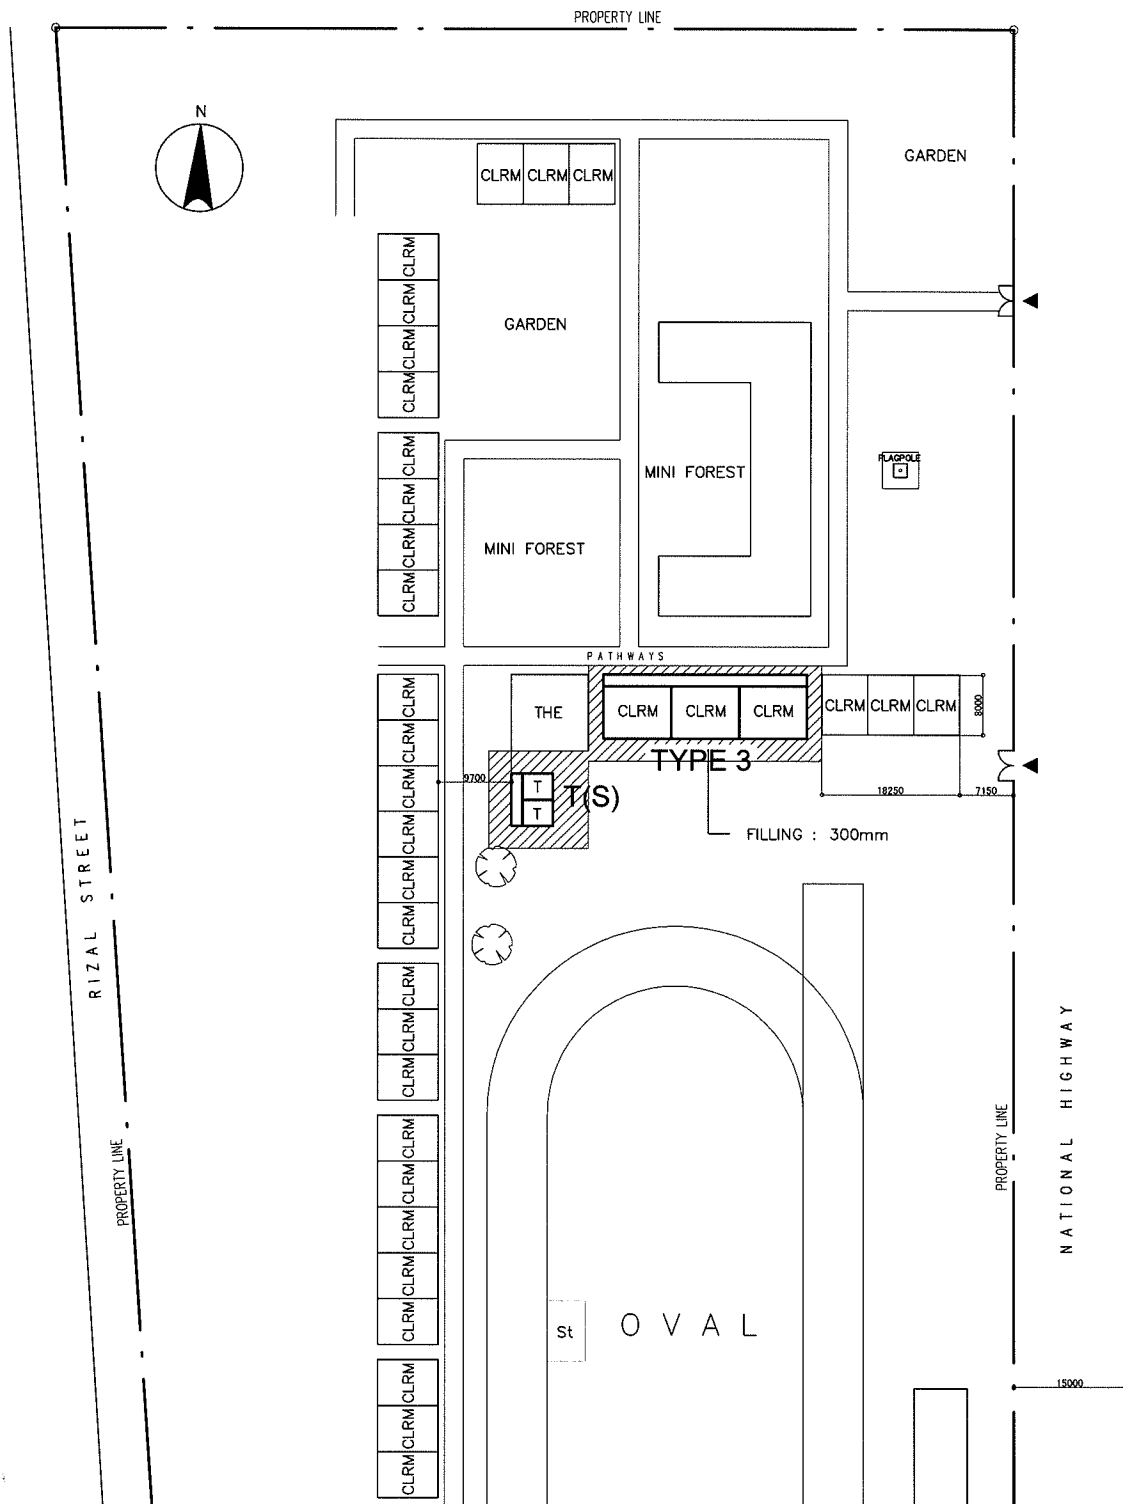 PROPERTY LINE
N
GARDEN
CLRM CLRM CLRM
CLRM
CLRM
CLRM
CLRM
GARDEN
CLRM
CLRM
CLRM
CLRM
FLAGPOLE
MINI FOREST
MINI FOREST
PATHWAYS
CLRM
CLRM
CLRM
CLRM
CLRM
CLRM
THE
CLRM CLRM CLRM
CLRM CLRM CLRM
8000
TYPE 3
9700
T
T
T(S)
18250
7150
FILLING : 300mm
RIZAL STREET
CLRM
CLRM
CLRM
NATIONAL HIGHWAY
PROPERTY LINE
PROPERTY LINE
CLRM
CLRM
CLRM
CLRM
CLRM
St
OVAL
CLRM
CLRM
CLRM
15000